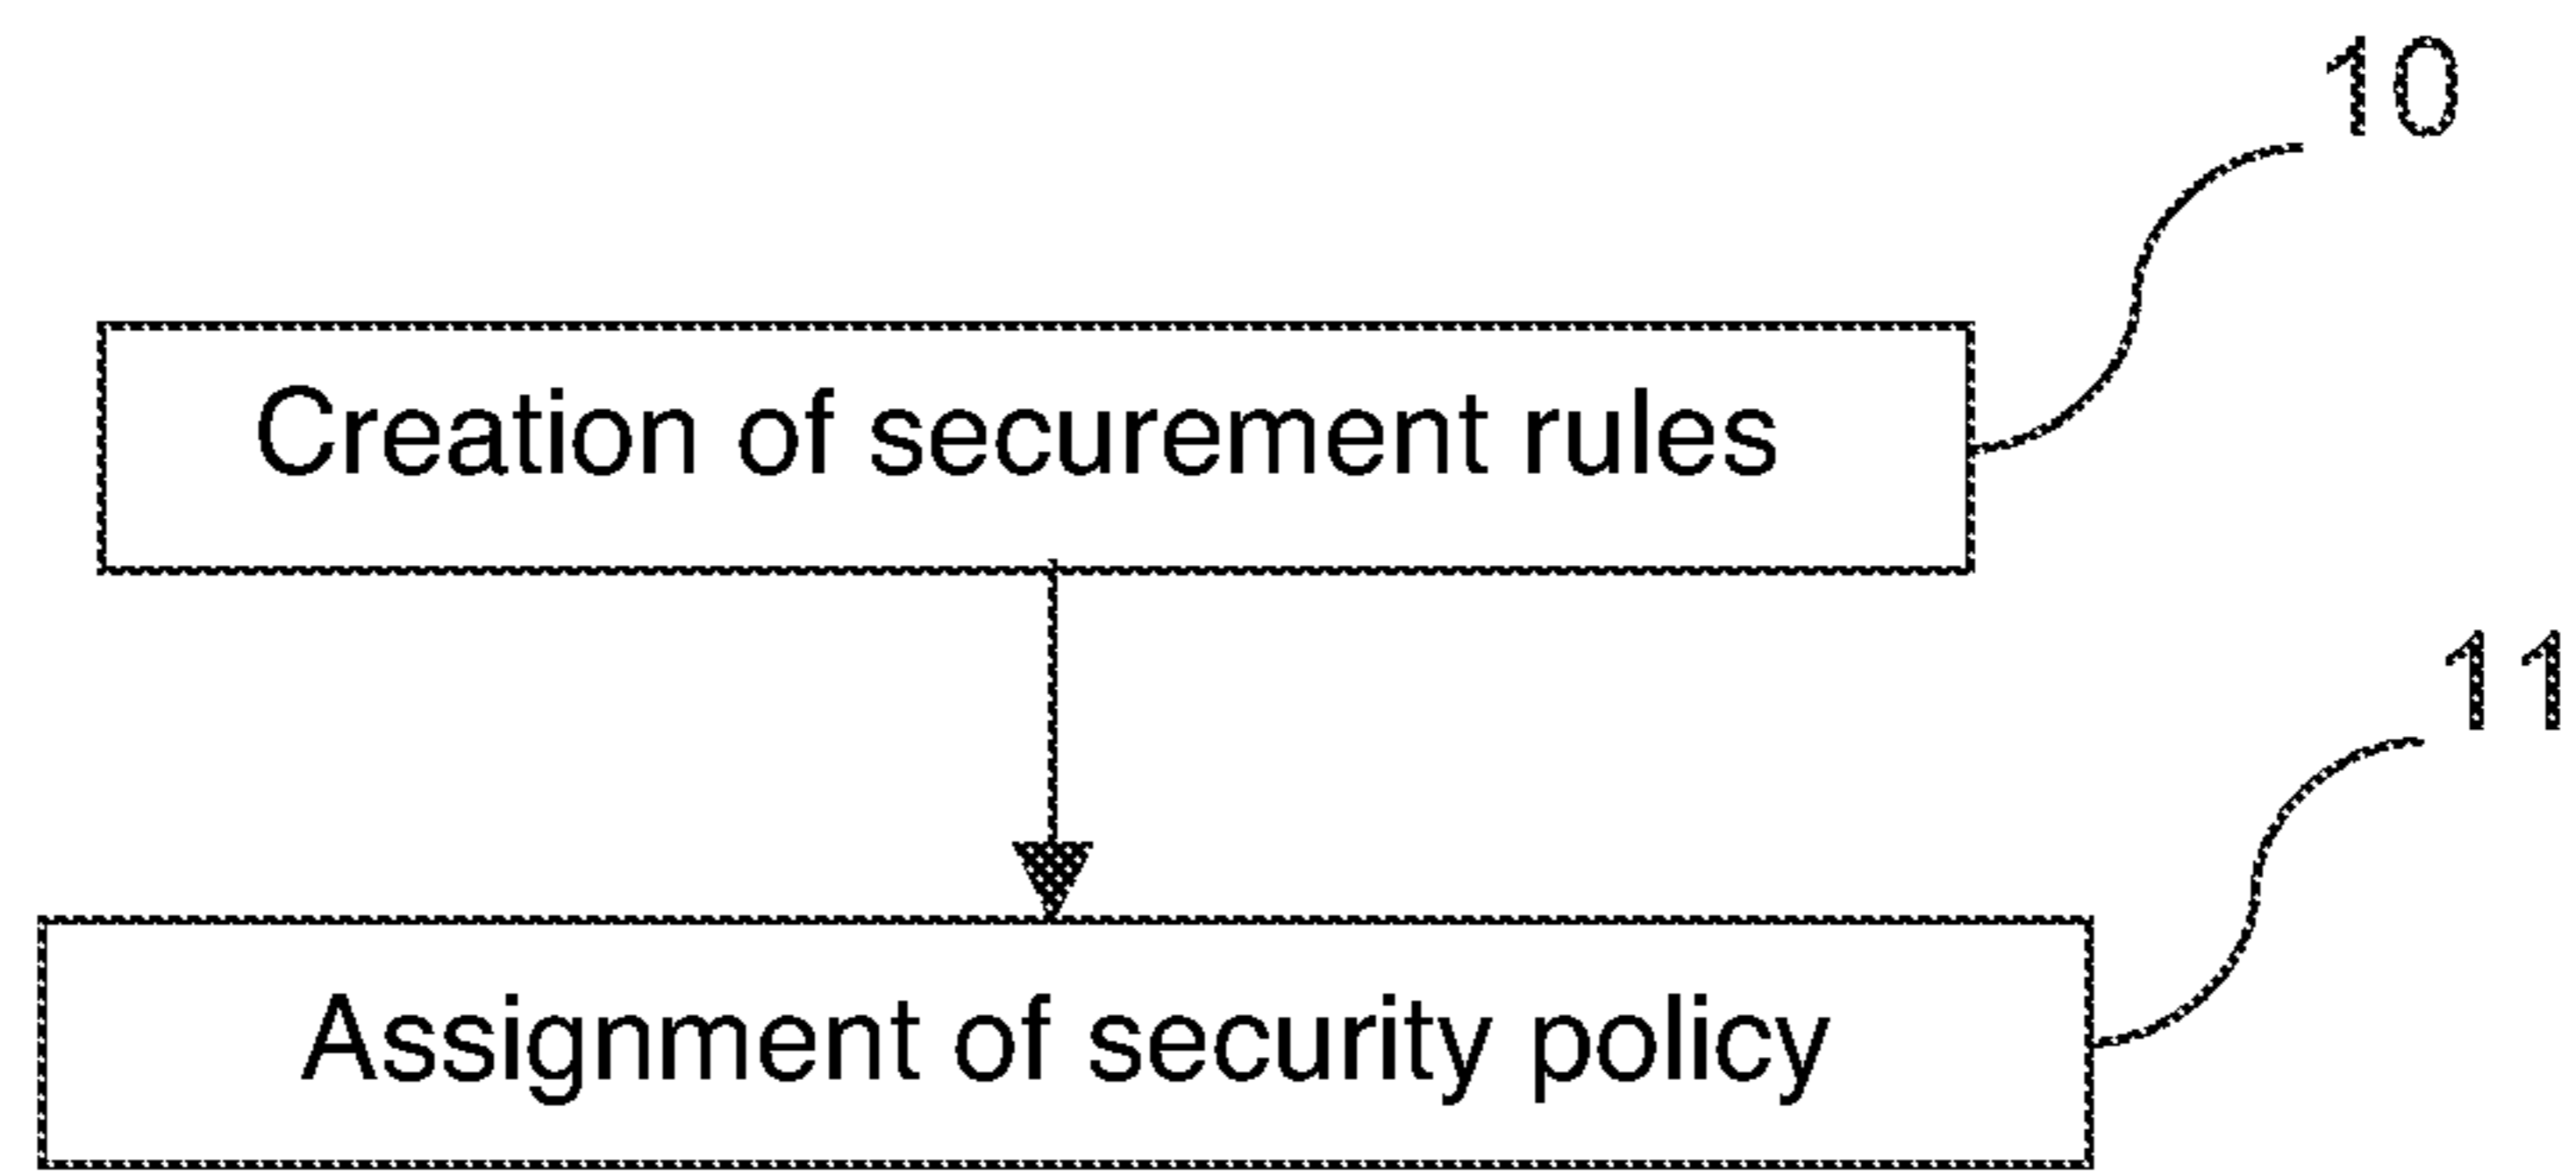 10
Creation of securement rules
11
Assignment of security policy